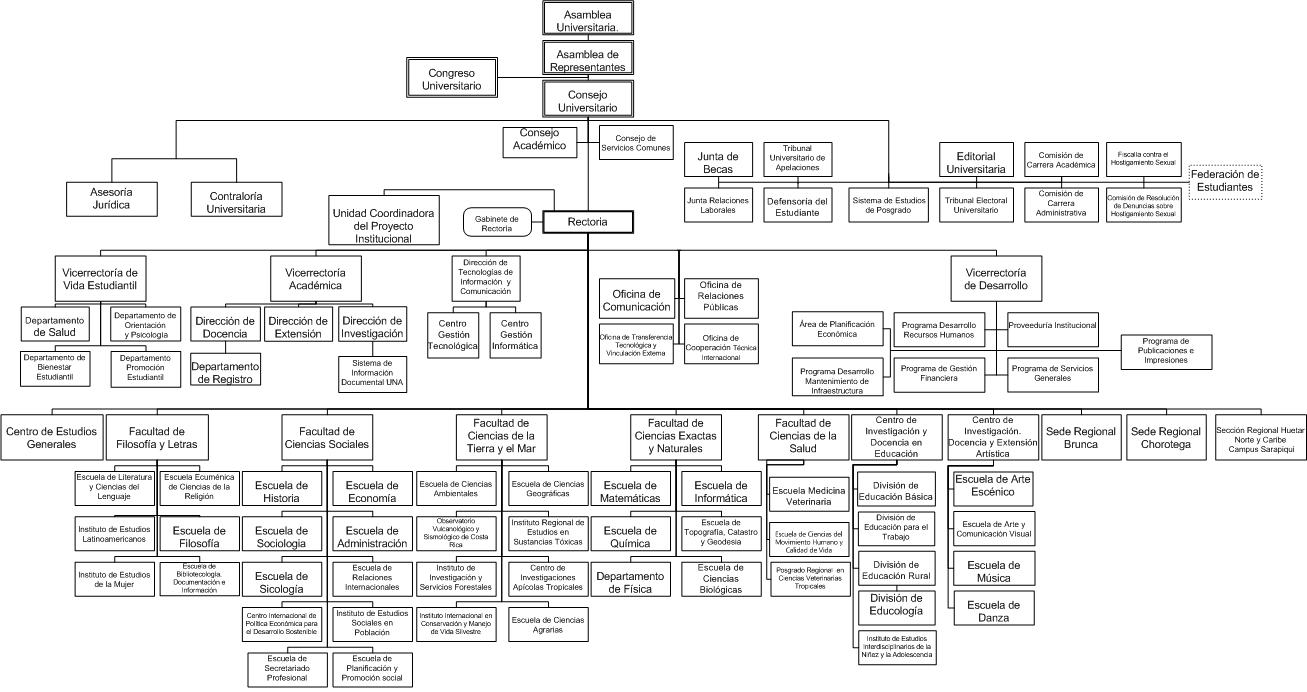 Asamblea
Universitaria.
Asamblea de
Representantes
Congreso
Universitario
Consejo
Universitario
Consejo
Académico
Consejo de
Servicios Comunes
Asesoría
Jurídica
Contraloría
Universitaria
Junta de
Becas
Tribunal
Universitario de
Apelaciones
Editorial
Universitaria
Comisión de
Carrera Académica
Fiscalía contra el
Hostigamiento Sexual
Federación de
Estudiantes
Junta Relaciones
Laborales
Defensoría del
Estudiante
Sistema de Estudios
de Posgrado
Tribunal Electoral
Universitario
Comisión de
Carrera
Administrativa
Comisión de Resolución
de Denuncias sobre
Hostigamiento Sexual
Unidad Coordinadora
del Proyecto
Institucional
Gabinete de
Rectoría
Rectoria
Vicerrectoría de
Vida Estudiantil
Vicerrectoría
Académica
Dirección de
Tecnologías de
Información y
Comunicación
Vicerrectoría
de Desarrollo
Departamento
de Salud
Departamento de
Orientación
y Psicología
Departamento de
Bienestar
Estudiantil
Departamento
Promoción
Estudiantil
Dirección de
Docencia
Dirección de
Extensión
Dirección de
Investigación
Departamento
de Registro
Sistema de
Información
Documental UNA
Centro
Gestión
Tecnológica
Centro
Gestión
Informática
Oficina de
Comunicación
Oficina de
Relaciones
Públicas
Oficina de Transferencia
Tecnológica y
Vinculación Externa
Oficina de
Cooperación Técnica
Internacional
Área de Planificación
Económica
Programa Desarrollo
Recursos Humanos
Proveeduría Institucional
Programa de
Publicaciones e
Impresiones
Programa Desarrollo
Mantenimiento de
Infraestructura
Programa de Gestión
Financiera
Programa de Servicios
Generales
Centro de Estudios
Generales
Facultad de
Filosofía y Letras
Facultad de
Ciencias Sociales
Facultad de
Ciencias de la
Tierra y el Mar
Facultad de
Ciencias Exactas
y Naturales
Facultad de
Ciencias de la
Salud
Centro de
Investigación y
Docencia en
Educación
Centro de
Investigación.
Docencia y Extensión
Artística
Sede Regional
Brunca
Sede Regional
Chorotega
Sección Regional Huetar
Norte y Caribe
Campus Sarapiquí
Escuela de Literatura
y Ciencias del
Lenguaje
Escuela Ecuménica
de Ciencias de la
Religión
Instituto de Estudios
Latinoamericanos
Escuela de
Filosofía
Instituto de Estudios
de la Mujer
Escuela de
Bibliotecología.
Documentación e
Información
Escuela de
Historia
Escuela de
Economía
Escuela de
Sociologia
Escuela de
Administración
Escuela de
Sicología
Escuela de
Relaciones
Internacionales
Centro Internacional de
Política Económica para
el Desarrollo Sostenible
Instituto de Estudios
Sociales en
Población
Escuela de
Secretariado
Profesional
Escuela de
Planificación y
Promoción social
Escuela de Ciencias
Ambientales
Escuela de Ciencias
Geográficas
Observatorio
Vulcanológico y
Sismológico de Costa
Rica
Instituto Regional de
Estudios en
Sustancias Tóxicas
Instituto de
Investigación y
Servicios Forestales
Centro de
Investigaciones
Apícolas Tropicales
Instituto Internacional en
Conservación y Manejo
de Vida Silvestre
Escuela de Ciencias
Agrarias
Escuela de
Matemáticas
Escuela de
Informática
Escuela de
Química
Escuela de
Topografía, Catastro
y Geodesia
Departamento
de Física
Escuela de
Ciencias
Biológicas
Escuela Medicina
Veterinaria
Escuela de Ciencias del
Movimiento Humano y
Calidad de Vida
Posgrado Regional en
Ciencias Veterinarias
Tropicales
División de
Educación Básica
División de
Educación para el
Trabajo
División de
Educación Rural
División de
Educología
Instituto de Estudios
Interdisciplinarios de la
Niñez y la Adolescencia
Escuela de Arte
Escénico
Escuela de Arte y
Comunicación Visual
Escuela de
Música
Escuela de
Danza